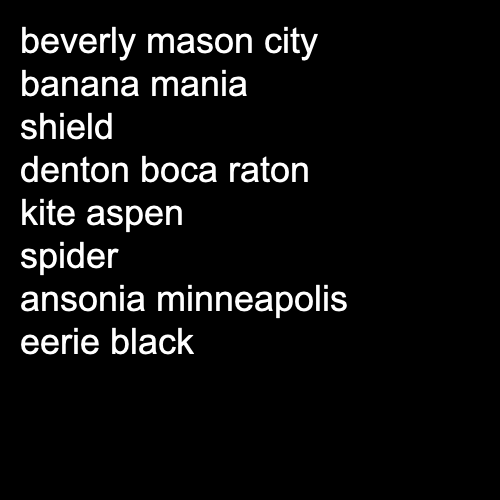 beverly mason city
banana mania
shield
denton boca raton
kite aspen
spider
ansonia minneapolis
eerie black